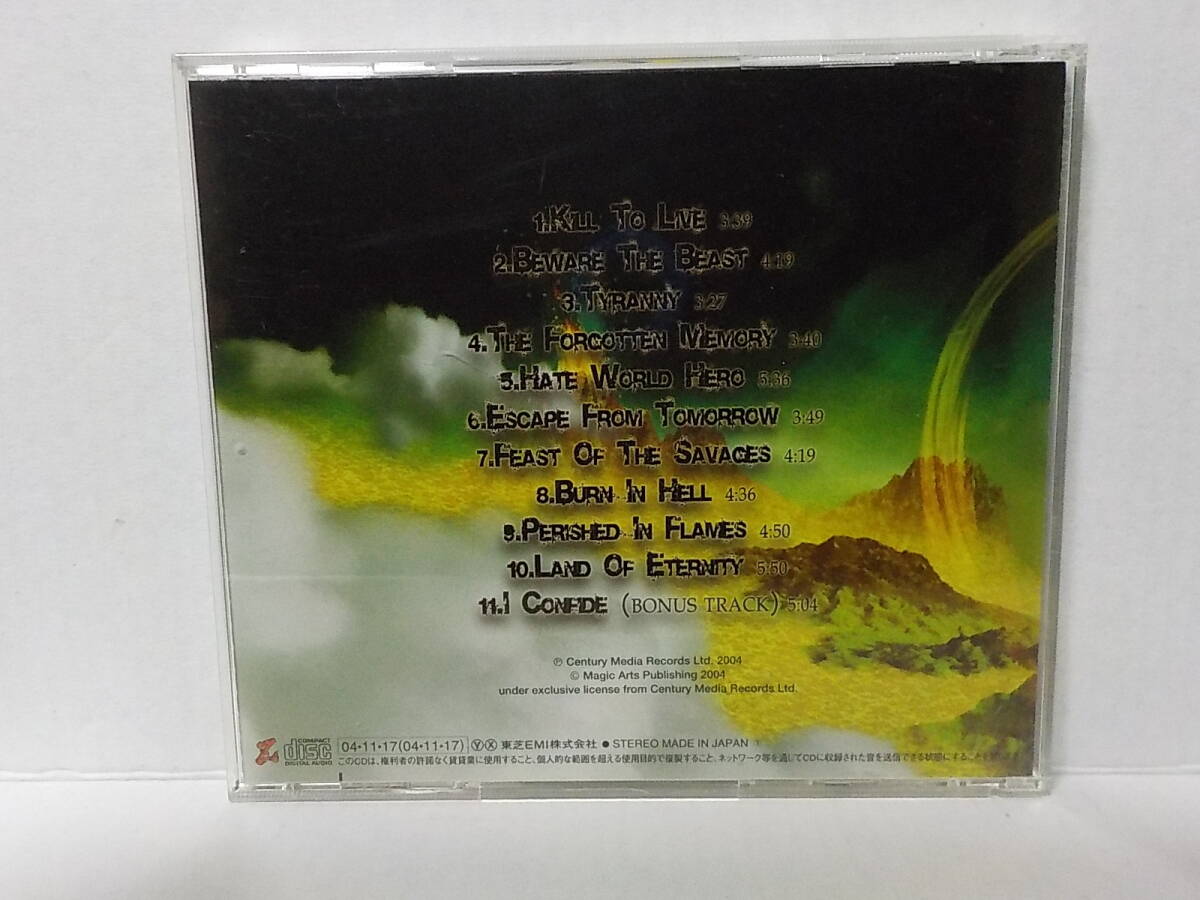 1.Kill To Live 3:39
2.Beware The Beast 4:19
3.Tyranny 3:27
4.The Forgotten Memory 3:40
5.Hate World Hero 5:36
6.Escape From Tomorrow 3:49
7.Feast Of The Savages 4:19
8.Burn In Hell 4:36
9.Perished In Flames 4:50
10.Land Of Eternity 5:50
11.I Confide (BONUS TRACK) 5:04
℗ Century Media Records Ltd. 2004
© Magic Arts Publishing 2004
under exclusive license from Century Media Records Ltd.
COMPACT disc DIGITAL AUDIO 04・11・17(04・11・17) Ⓨ Ⓧ 東芝EMI株式会社 ● STEREO MADE IN JAPAN
このCDは、権利者の許諾なく賃貸業に使用すること、個人的な範囲を超える使用目的で複製すること、ネットワーク等を通してCDに収録された音を送信できる状態にすることを